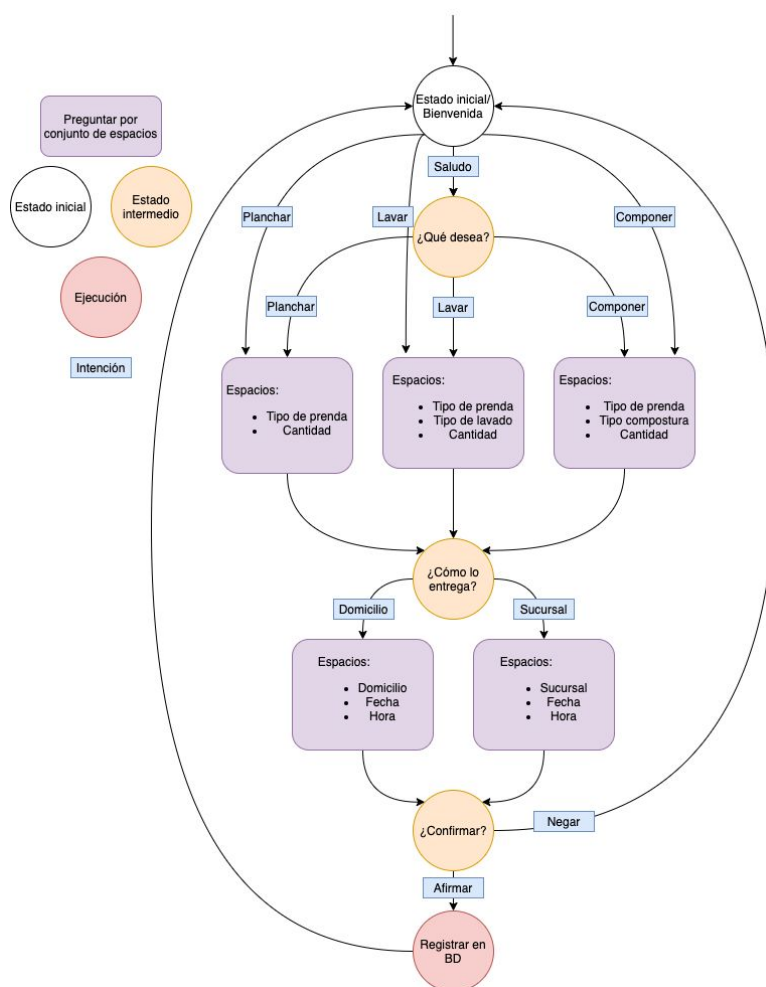 Estado inicial/
Bienvenida
Preguntar por
conjunto de espacios
Estado inicial
Estado
intermedio
Ejecución
Intención
Saludo
Planchar
Lavar
Componer
¿Qué desea?
Planchar
Lavar
Componer
Espacios:
• Tipo de prenda
• Cantidad
Espacios:
• Tipo de prenda
• Tipo de lavado
• Cantidad
Espacios:
• Tipo de prenda
• Tipo compostura
• Cantidad
¿Cómo lo
entrega?
Domicilio
Sucursal
Espacios:
• Domicilio
• Fecha
• Hora
Espacios:
• Sucursal
• Fecha
• Hora
¿Confirmar?
Negar
Afirmar
Registrar en
BD